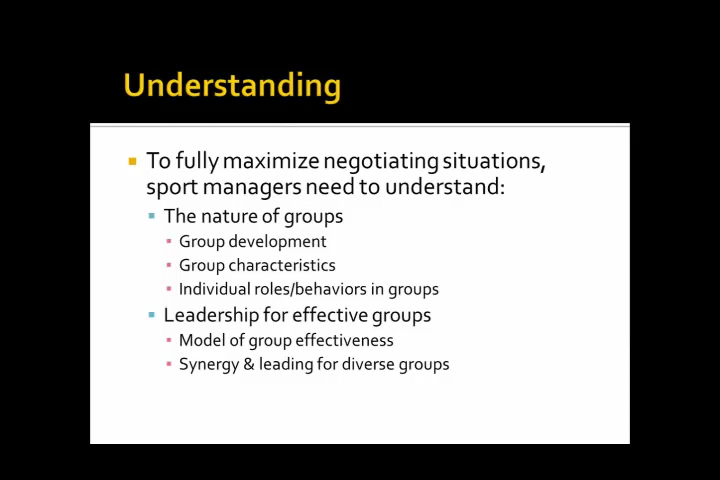 Understanding
To fully maximize negotiating situations,
sport managers need to understand:
The nature of groups
Group development
Group characteristics
Individual roles/behaviors in groups
Leadership for effective groups
Model of group effectiveness
Synergy & leading for diverse groups